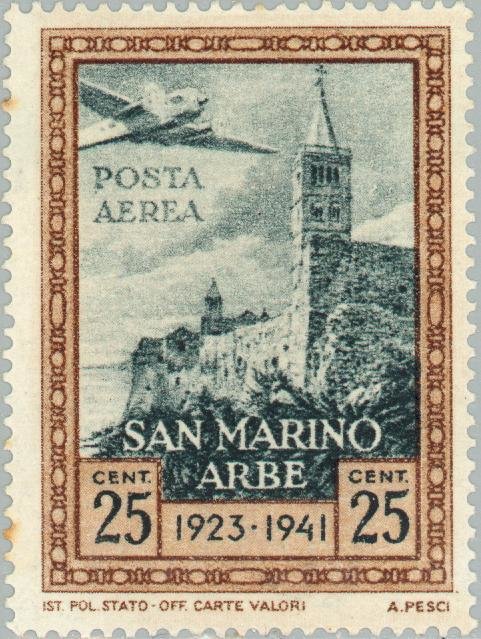 POSTA
AEREA
SAN MARINO
ARBE
CENT. 25
1923·1941
CENT. 25
IST. POL. STATO - OFF. CARTE VALORI
A. PESCI